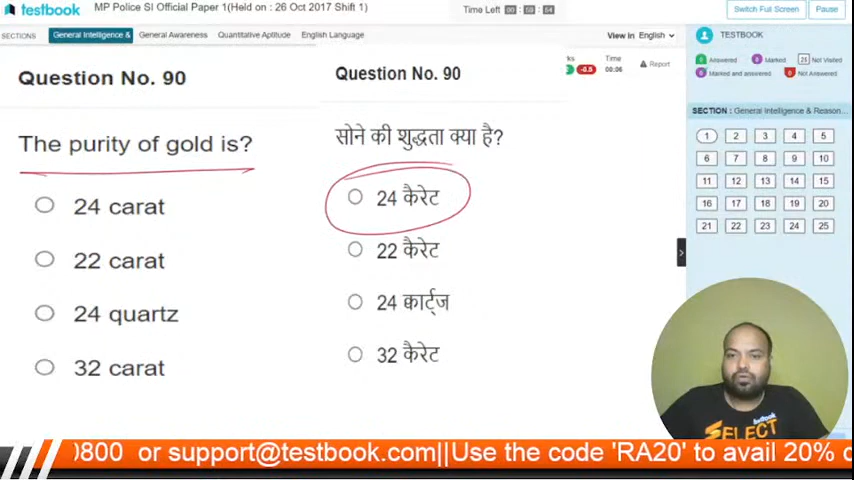 testbook
MP Police SI Official Paper 1(Held on : 26 Oct 2017 Shift 1)
Time Left
Switch Full Screen
Pause
SECTIONS
General Intelligence &
General Awareness
Quantitative Aptitude
English Language
View in English
TESTBOOK
Time
00:06
Report
Answered
Marked
25 Not Visited
Marked and answered
Not Answered
SECTION : General Intelligence & Reason...
1 2 3 4 5
6 7 8 9 10
11 12 13 14 15
16 17 18 19 20
21 22 23 24 25
Question No. 90
The purity of gold is?
24 carat
22 carat
24 quartz
32 carat
Question No. 90
सोने की शुद्धता क्या है?
24 कैरेट
22 कैरेट
24 कार्ट्ज
32 कैरेट
testbook
SELECT
0800 or support@testbook.com||Use the code 'RA20' to avail 20%